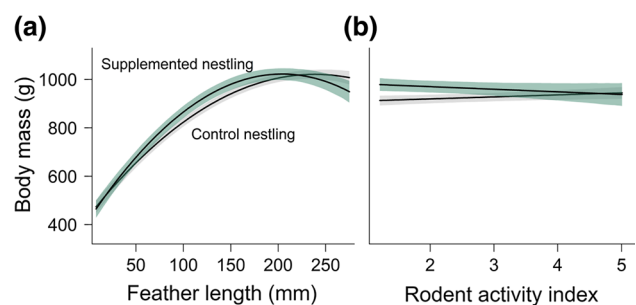 (a)
Supplemented nestling
Control nestling
Body mass (g)
1000
800
600
400
50 100 150 200 250
Feather length (mm)
(b)
2 3 4 5
Rodent activity index